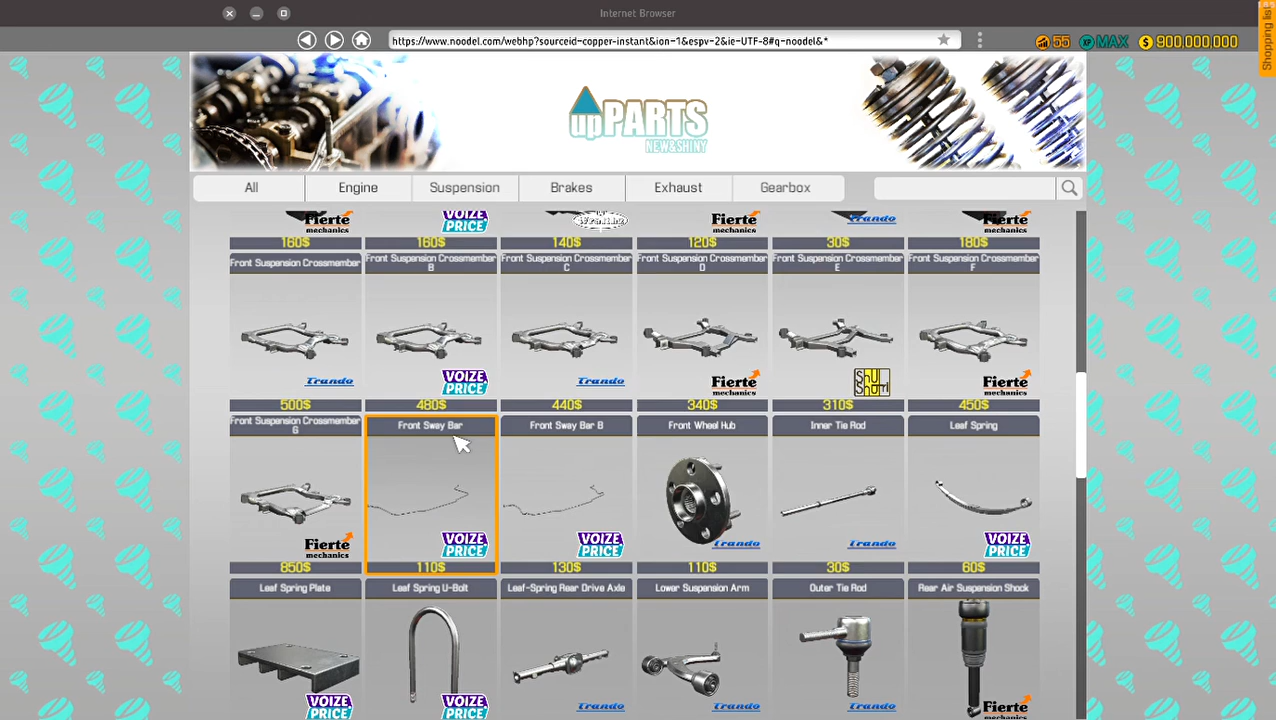 Internet Browser
https://www.noodel.com/webhp?sourceid-copper-instant&ion-1&espv-2&ie-UTF-8#q-noodel&*
55 XP MAX $ 900,000,000
Shopping list
upPARTS
NEW&SHINY
All Engine Suspension Brakes Exhaust Gearbox
Fierte mechanics
VOIZE PRICE
Fierte mechanics
Trando
Fierte mechanics
160$ 160$ 140$ 120$ 30$ 180$
Front Suspension Crossmember
Front Suspension Crossmember
B
Front Suspension Crossmember
C
Front Suspension Crossmember
D
Front Suspension Crossmember
E
Front Suspension Crossmember
F
Trando
VOIZE PRICE
Trando
Fierte mechanics
Fierte mechanics
500$ 480$ 440$ 340$ 310$ 450$
Front Suspension Crossmember
G
Front Sway Bar
Front Sway Bar B
Front Wheel Hub
Inner Tie Rod
Leaf Spring
Fierte mechanics
VOIZE PRICE
VOIZE PRICE
Trando
Trando
VOIZE PRICE
850$ 110$ 130$ 110$ 30$ 60$
Leaf Spring Plate
Leaf Spring U-Bolt
Leaf-Spring Rear Drive Axle
Lower Suspension Arm
Outer Tie Rod
Rear Air Suspension Shock
VOIZE PRICE
VOIZE PRICE
Trando
Trando
Trando
Fierte mechanics